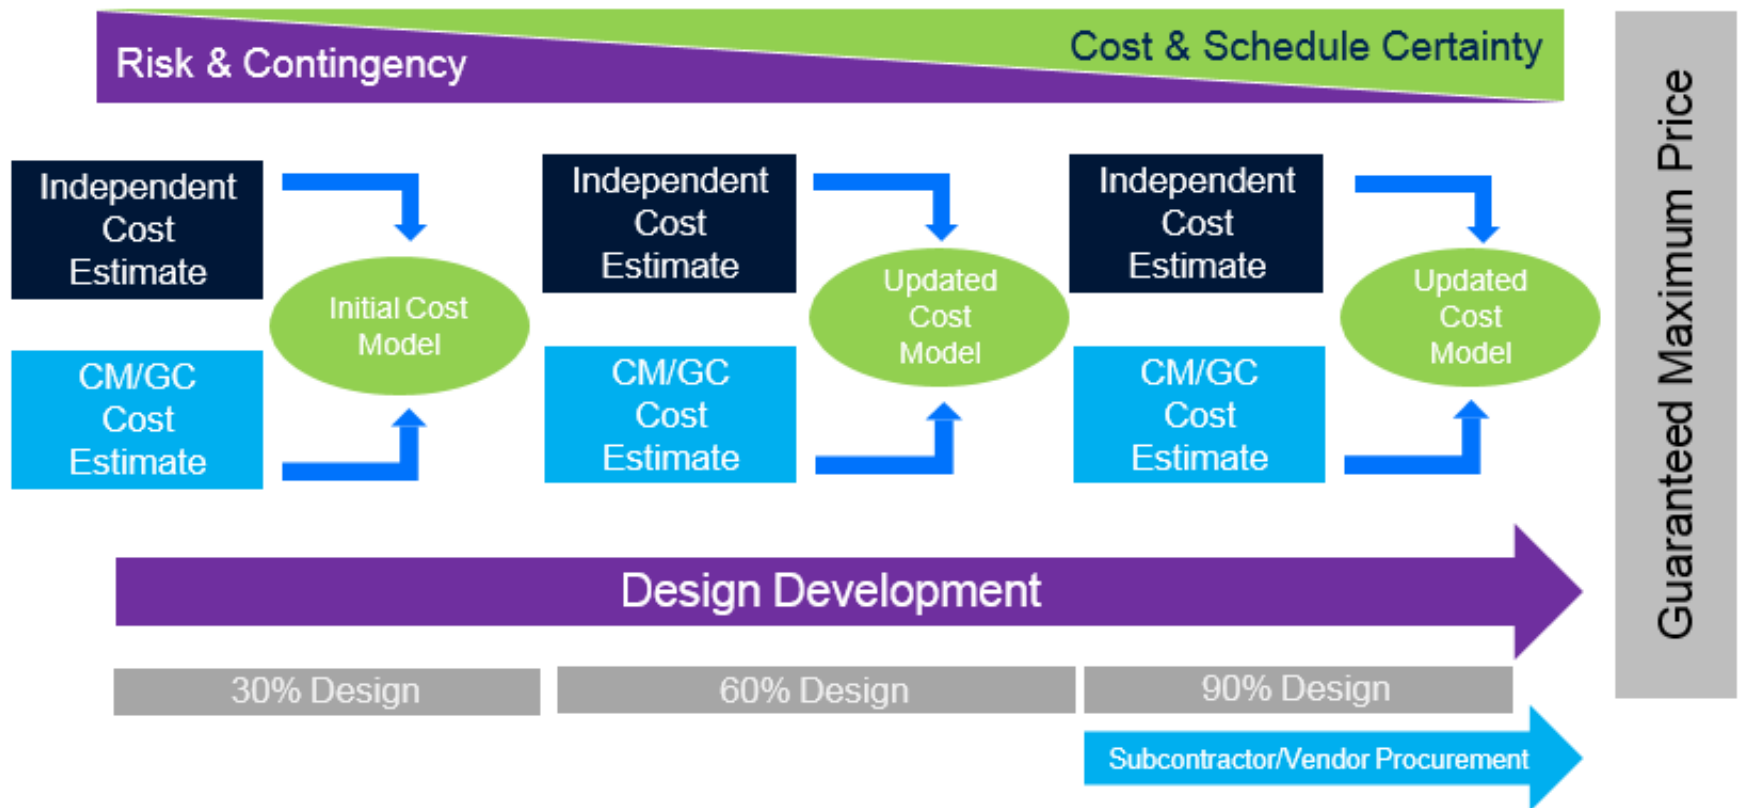 Risk & Contingency
Cost & Schedule Certainty
Independent
Cost
Estimate
Initial Cost
Model
CM/GC
Cost
Estimate
Independent
Cost
Estimate
Updated
Cost
Model
CM/GC
Cost
Estimate
Independent
Cost
Estimate
Updated
Cost
Model
CM/GC
Cost
Estimate
Guaranteed Maximum Price
Design Development
30% Design
60% Design
90% Design
Subcontractor/Vendor Procurement